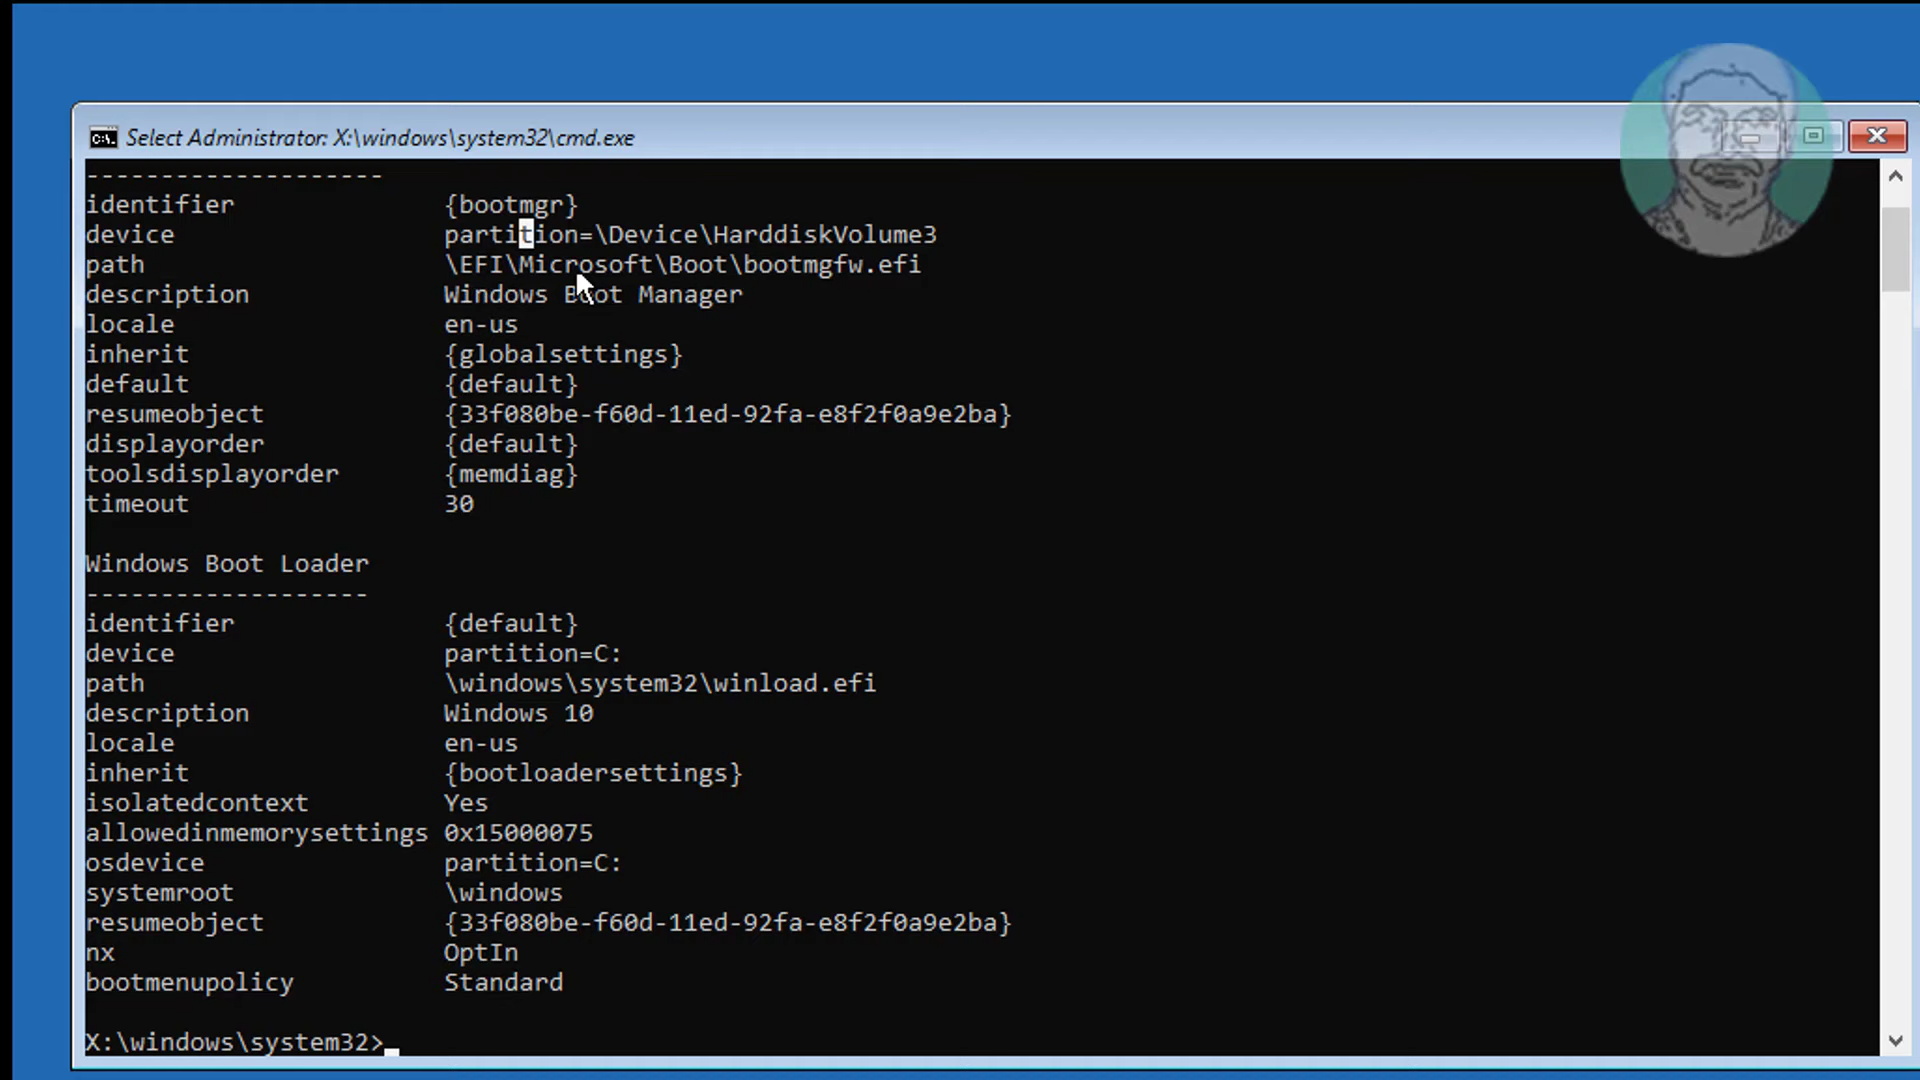 Select Administrator: X:\windows\system32\cmd.exe
--------------------
identifier              {bootmgr}
device                  partition=\Device\HarddiskVolume3
path                    \EFI\Microsoft\Boot\bootmgfw.efi
description             Windows Boot Manager
locale                  en-us
inherit                 {globalsettings}
default                 {default}
resumeobject            {33f080be-f60d-11ed-92fa-e8f2f0a9e2ba}
displayorder            {default}
toolsdisplayorder       {memdiag}
timeout                 30
Windows Boot Loader
-------------------
identifier              {default}
device                  partition=C:
path                    \windows\system32\winload.efi
description             Windows 10
locale                  en-us
inherit                 {bootloadersettings}
isolatedcontext         Yes
allowedinmemorysettings 0x15000075
osdevice                partition=C:
systemroot              \windows
resumeobject            {33f080be-f60d-11ed-92fa-e8f2f0a9e2ba}
nx                      OptIn
bootmenupolicy          Standard
X:\windows\system32>